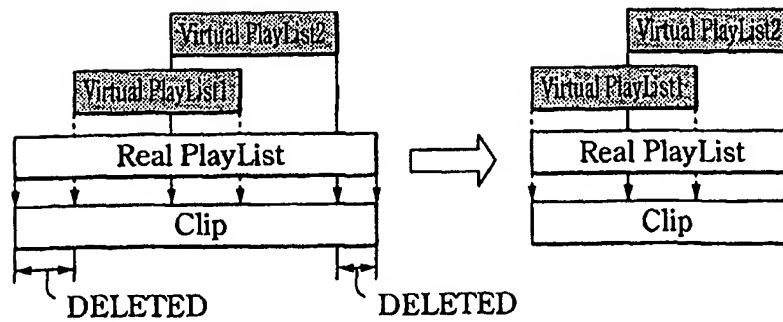 Virtual PlayList2
Virtual PlayList1
Real PlayList
Clip
DELETED
DELETED
Virtual PlayList2
Virtual PlayList1
Real PlayList
Clip